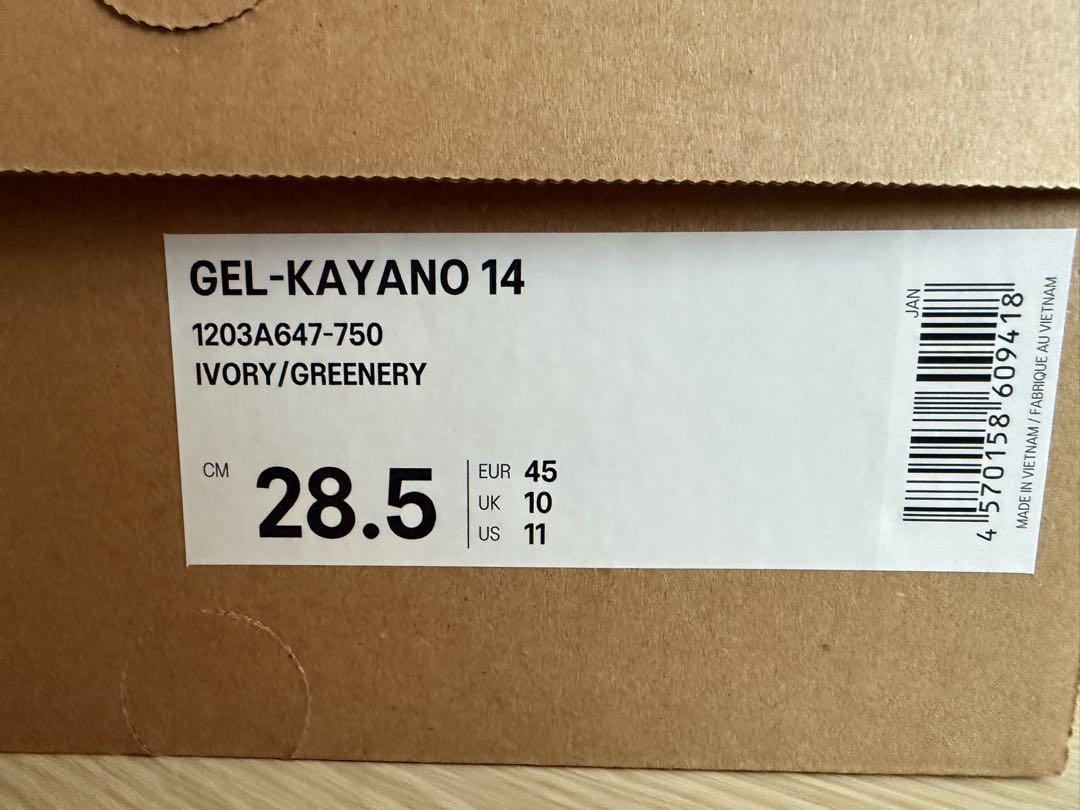 GEL-KAYANO 14
1203A647-750
IVORY/GREENERY
CM 28.5
EUR 45
UK 10
US 11
JAN
4 570158 609418
MADE IN VIETNAM / FABRIQUE AU VIETNAM